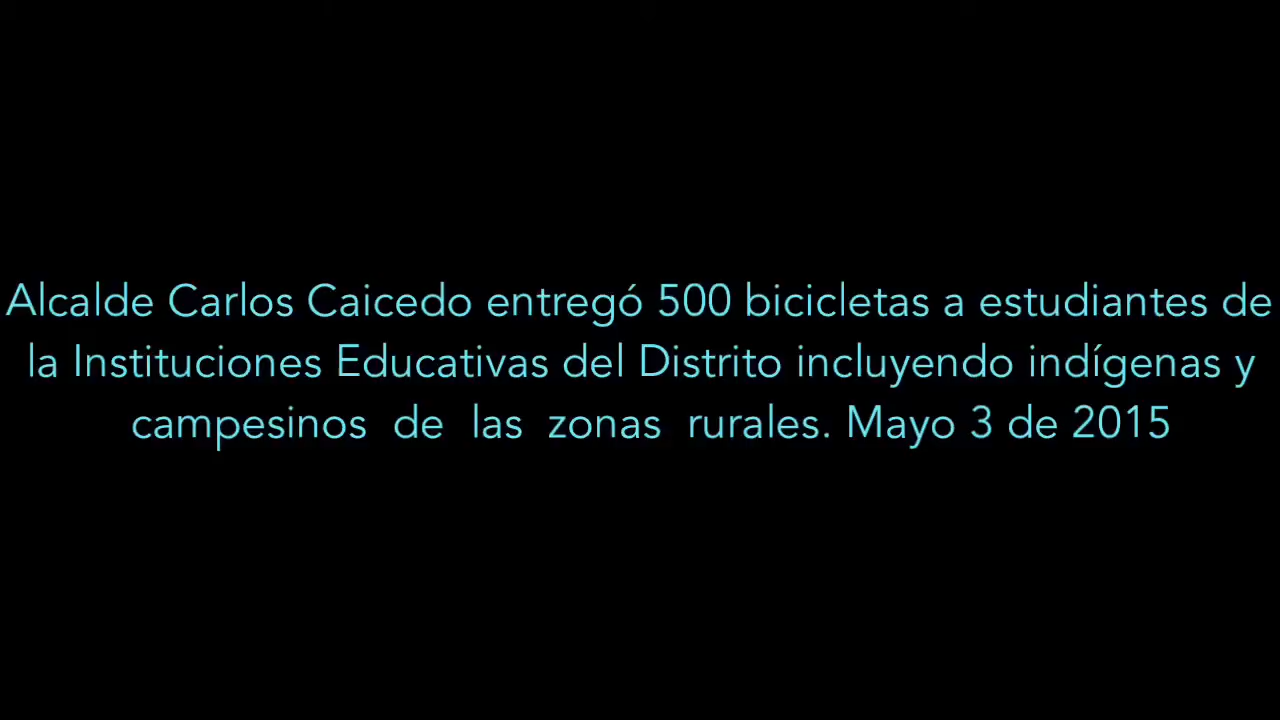 Alcalde Carlos Caicedo entregó 500 bicicletas a estudiantes de
la Instituciones Educativas del Distrito incluyendo indígenas y
campesinos de las zonas rurales. Mayo 3 de 2015